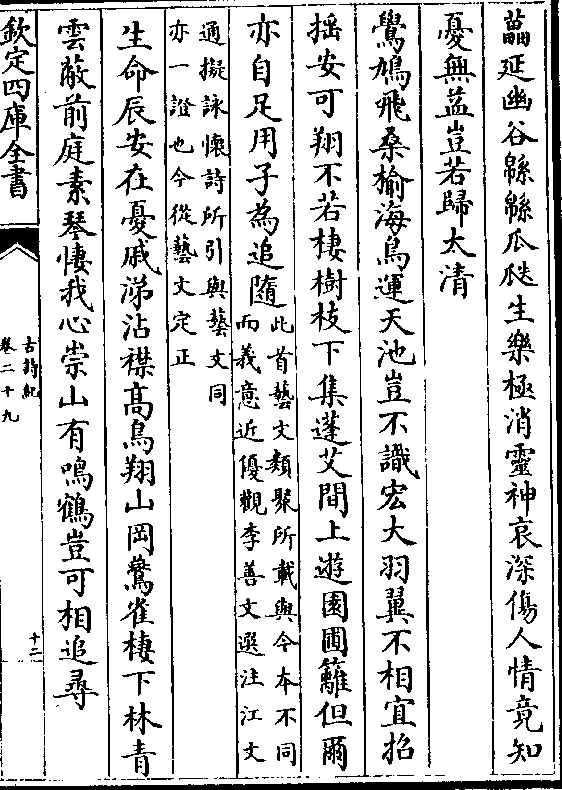 藟延幽谷緜緜瓜瓞生樂極消靈神哀深傷人情竟知
憂無益豈若歸太清
鸒鳩飛桑榆海鳥運天池豈不識宏大羽翼不相宜招
揺安可翔不若棲樹枝下集蓬艾間上遊園圃籬但爾
亦自足用子為追隨
此首藝文類聚所載與今本不同
而義意近優觀李善文選注江文
通擬詠懷詩所引與藝文同
亦一證也今從藝文定正
生命辰安在憂戚涕沾襟高鳥翔山岡鷰雀棲下林青
雲蔽前庭素琴悽我心崇山有鳴鶴豈可相追尋
欽定四庫全書
古詩紀
卷二十九
十二